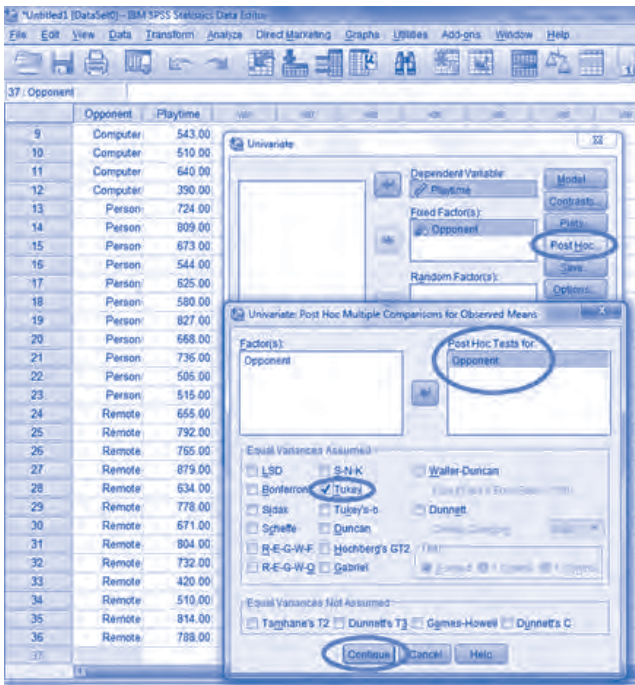 *Untitled1 [DataSet0] - IBM SPSS Statistics Data Editor
File Edit View Data Transform Analyze Direct Marketing Graphs Utilities Add-ons Window Help
37 : Opponent
Opponent Playtime var var var var var var
9 Computer 543.00
10 Computer 510.00
11 Computer 640.00
12 Computer 390.00
13 Person 724.00
14 Person 809.00
15 Person 673.00
16 Person 544.00
17 Person 625.00
18 Person 580.00
19 Person 827.00
20 Person 668.00
21 Person 736.00
22 Person 506.00
23 Person 515.00
24 Remote 655.00
25 Remote 792.00
26 Remote 765.00
27 Remote 879.00
28 Remote 634.00
29 Remote 778.00
30 Remote 671.00
31 Remote 804.00
32 Remote 732.00
33 Remote 420.00
34 Remote 510.00
35 Remote 814.00
36 Remote 788.00
37
Univariate
Dependent Variable:
Playtime
Fixed Factor(s):
Opponent
Random Factor(s):
Model...
Contrasts...
Plots...
Post Hoc...
Save...
Options...
Univariate: Post Hoc Multiple Comparisons for Observed Means
Factor(s):
Opponent
Post Hoc Tests for:
Opponent
Equal Variances Assumed
LSD S-N-K Waller-Duncan
Bonferroni Tukey
Sidak Tukey's-b Dunnett
Scheffe Duncan
R-E-G-W-F Hochberg's GT2 Test
R-E-G-W-Q Gabriel
Equal Variances Not Assumed
Tamhane's T2 Dunnett's T3 Games-Howell Dunnett's C
Continue Cancel Help